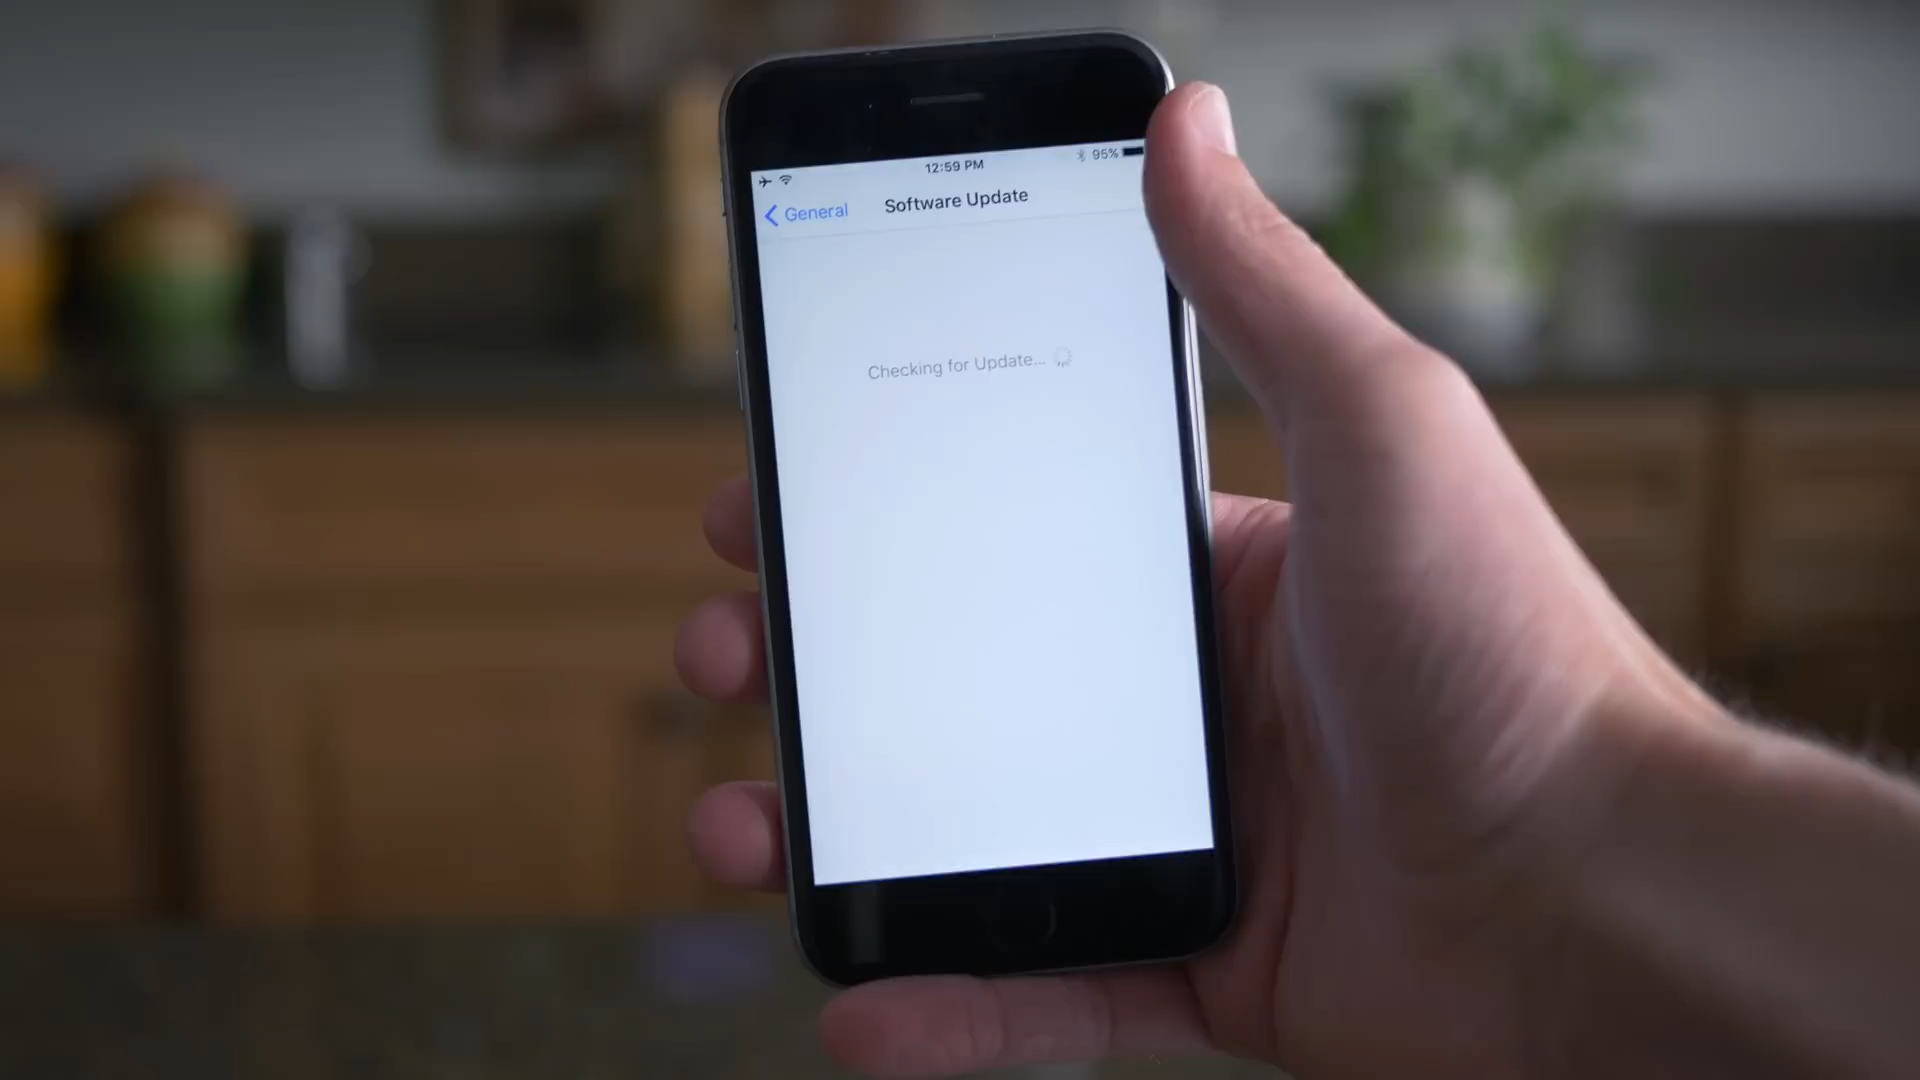 12:59 PM
95%
General
Software Update
Checking for Update...